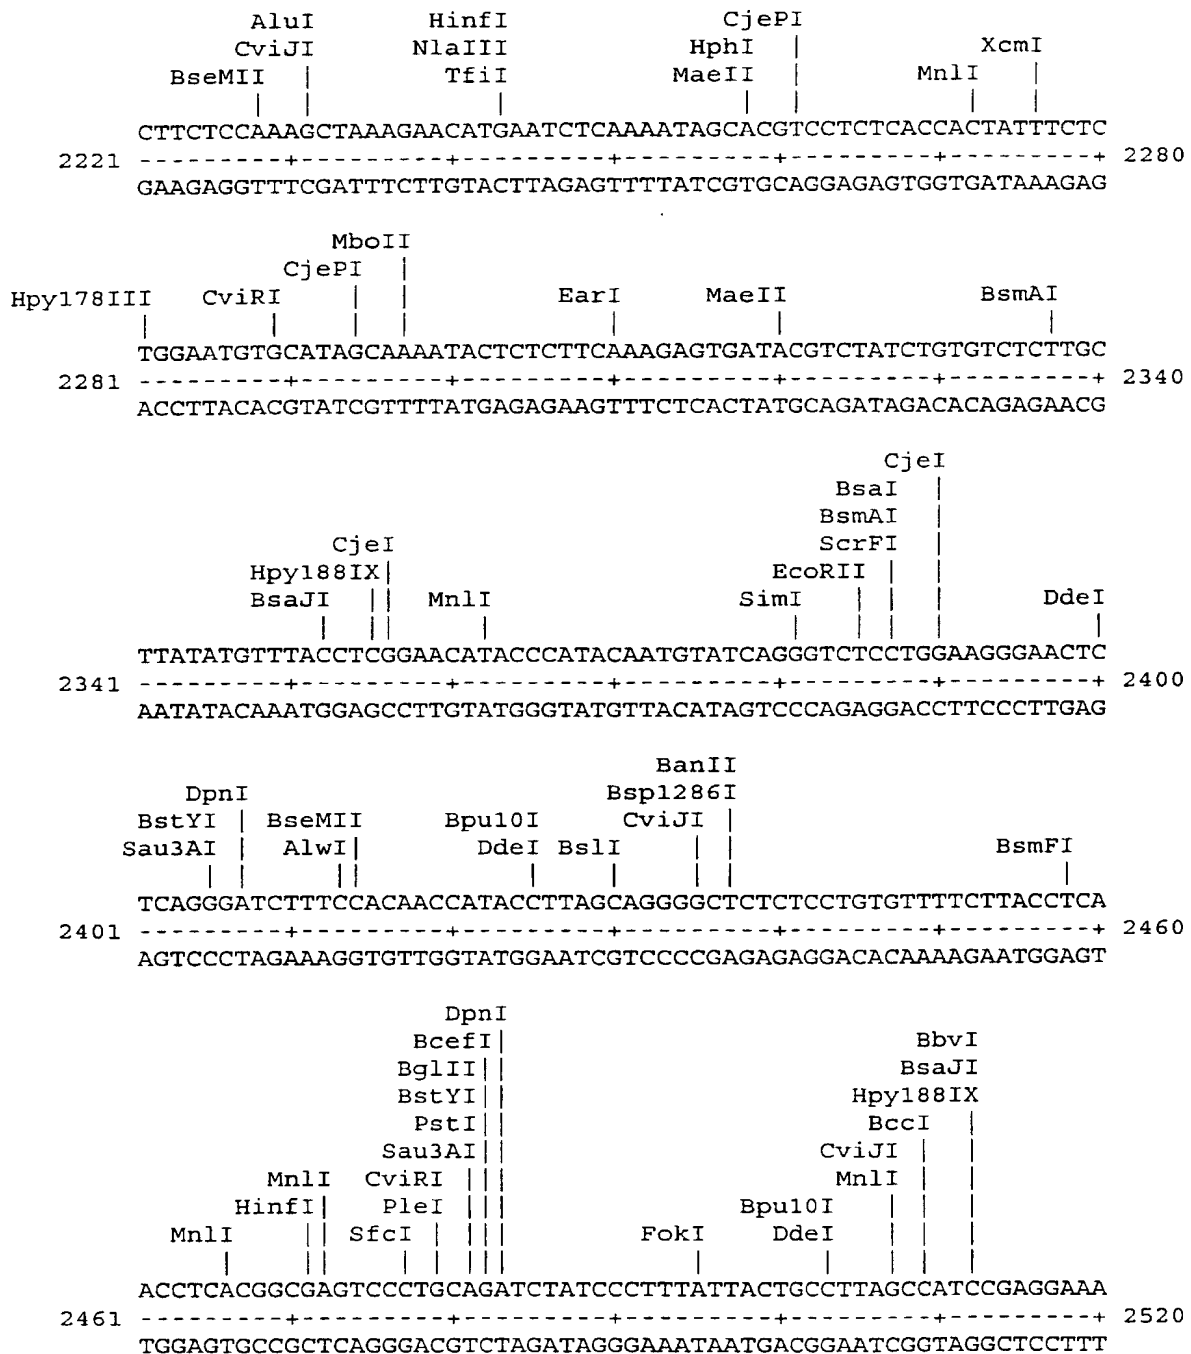 AluI HinfI CjePI
CviJI NlaIII HphI XcmI
BseMII TfiI MaeII MnlI
CTTCTCCAAAGCTAAAGAACATGAATCTCAAAATAGCACGTCCTCTCACCACTATTTCTC
2221 ---------+---------+---------+---------+---------+---------+ 2280
GAAGAGGTTTCGATTTCTTGTACTTAGAGTTTTATCGTGCAGGAGAGTGGTGATAAAGAG
MboII
CjePI
Hpy178III CviRI EarI MaeII BsmAI
TGGAATGTGCATAGCAAAATACTCTCTTCAAAGAGTGATACGTCTATCTGTGTCTCTTGC
2281 ---------+---------+---------+---------+---------+---------+ 2340
ACCTTACACGTATCGTTTTATGAGAGAAGTTTCTCACTATGCAGATAGACACAGAGAACG
CjeI
BsaI
BsmAI
CjeI ScrFI
Hpy188IX EcoRII
BsaJI MnlI SimI DdeI
TTATATGTTTACCTCGGAACATACCCATACAATGTATCAGGGTCTCCTGGAAGGGAACTC
2341 ---------+---------+---------+---------+---------+---------+ 2400
AATATACAAATGGAGCCTTGTATGGGTATGTTACATAGTCCCAGAGGACCTTCCCTTGAG
BanII
DpnI Bsp1286I
BstYI BseMII Bpu10I CviJI
Sau3AI AlwI DdeI BslI BsmFI
TCAGGGATCTTTCCACAACCATACCTTAGCAGGGGCTCTCTCCTGTGTTTTCTTACCTCA
2401 ---------+---------+---------+---------+---------+---------+ 2460
AGTCCCTAGAAAGGTGTTGGTATGGAATCGTCCCCGAGAGAGGACACAAAAGAATGGAGT
DpnI
BcefI BbvI
BglII BsaJI
BstYI Hpy188IX
PstI BccI
Sau3AI CviJI
MnlI CviRI MnlI
HinfI PleI Bpu10I
MnlI SfcI FokI DdeI
ACCTCACGGCGAGTCCCTGCAGATCTATCCCTTTATTACTGCCTTAGCCATCCGAGGAAA
2461 ---------+---------+---------+---------+---------+---------+ 2520
TGGAGTGCCGCTCAGGGACGTCTAGATAGGGAAATAATGACGGAATCGGTAGGCTCCTTT